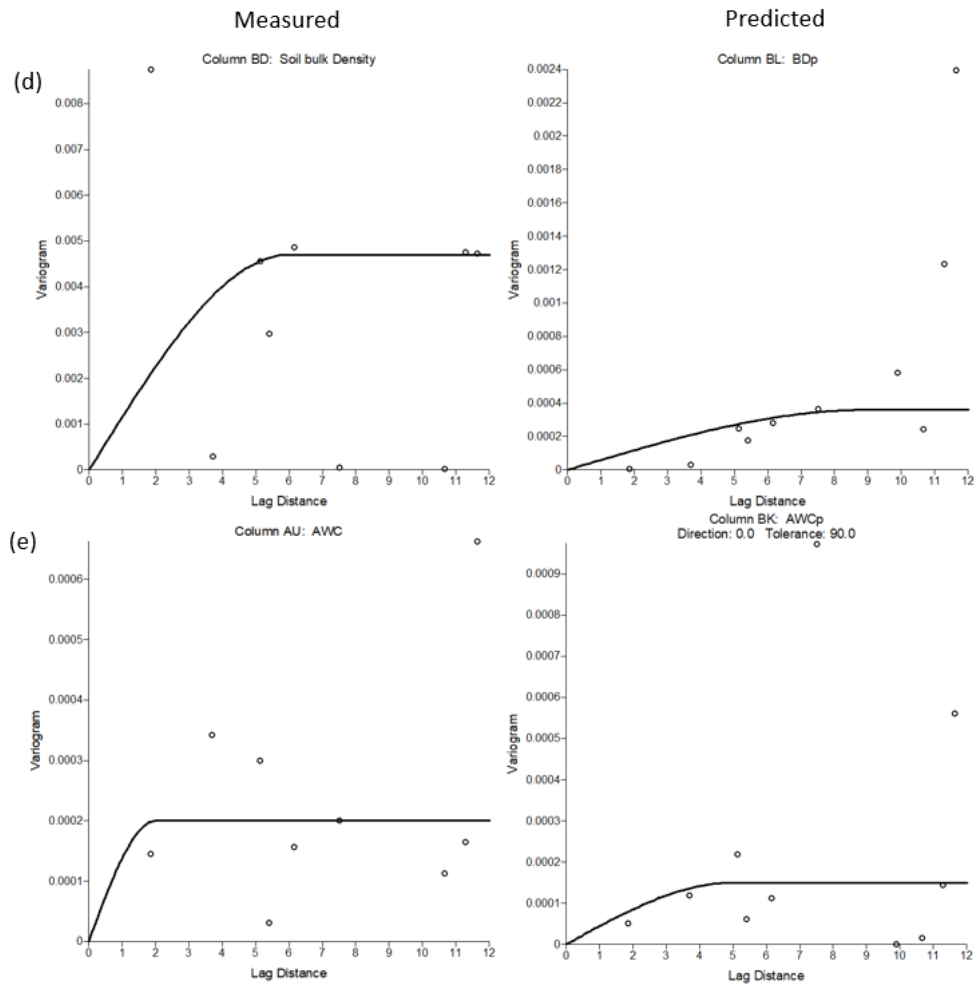 Measured
Predicted
(d)
Column BD: Soil bulk Density
0.008
0.007
0.006
0.005
0.004
0.003
0.002
0.001
0
Variogram
0 1 2 3 4 5 6 7 8 9 10 11 12
Lag Distance
Column BL: BDp
0.0024
0.0022
0.002
0.0018
0.0016
0.0014
0.0012
0.001
0.0008
0.0006
0.0004
0.0002
0
Variogram
0 1 2 3 4 5 6 7 8 9 10 11 12
Lag Distance
(e)
Column AU: AWC
0.0006
0.0005
0.0004
0.0003
0.0002
0.0001
0
Variogram
0 1 2 3 4 5 6 7 8 9 10 11 12
Lag Distance
Column BK: AWCp
Direction: 0.0 Tolerance: 90.0
0.0009
0.0008
0.0007
0.0006
0.0005
0.0004
0.0003
0.0002
0.0001
0
Variogram
0 1 2 3 4 5 6 7 8 9 10 11 12
Lag Distance